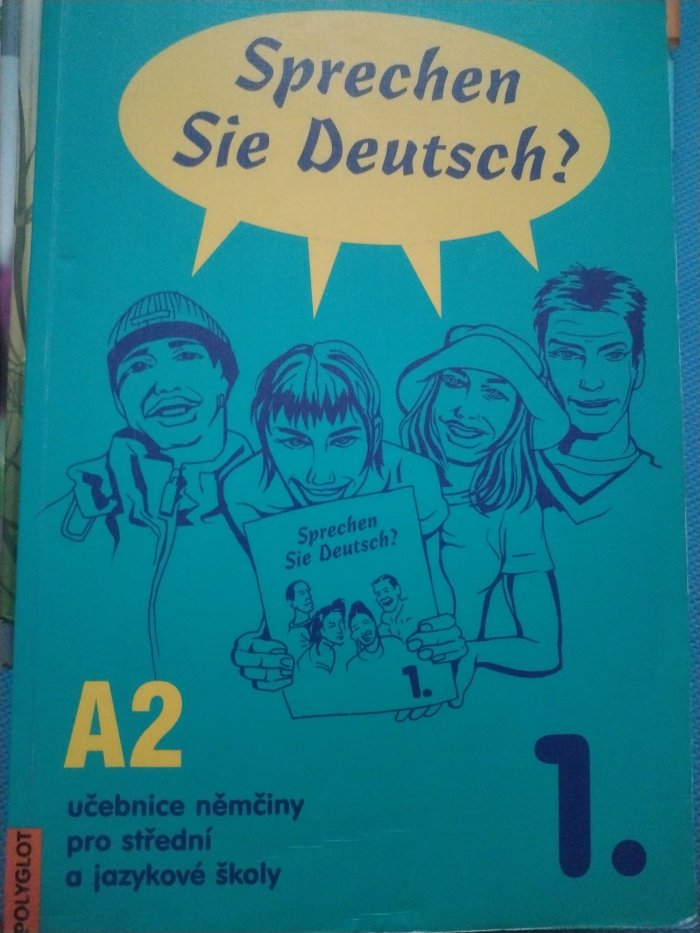 Sprechen
Sie Deutsch?
Sprechen
Sie Deutsch?
1.
A2
učebnice němčiny
pro střední
a jazykové školy
1.
POLYGLOT